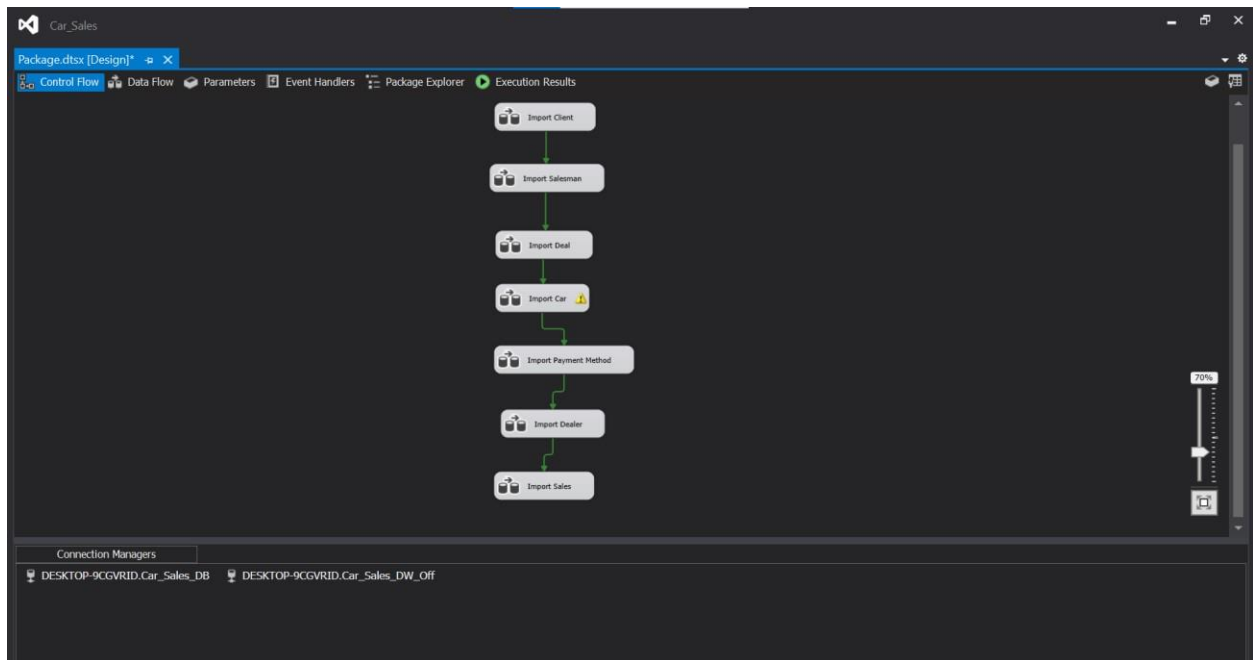 Car_Sales
Package.dtsx [Design]*
Control Flow Data Flow Parameters Event Handlers Package Explorer Execution Results
Import Client
Import Salesman
Import Deal
Import Car
Import Payment Method
70%
Import Dealer
Import Sales
Connection Managers
DESKTOP-9CGVRID.Car_Sales_DB DESKTOP-9CGVRID.Car_Sales_DW_Off